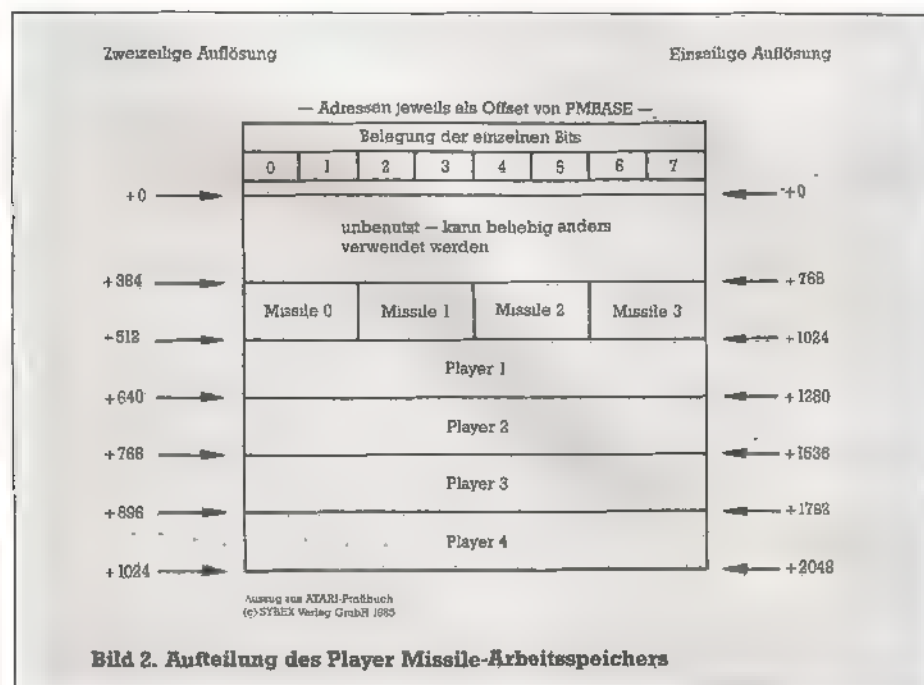 Zweizeilige Auflösung
Einzeilige Auflösung
— Adressen jeweils als Offset von PMBASE —
Belegung der einzelnen Bits
0 1 2 3 4 5 6 7
+0
+0
unbenutzt — kann beliebig anders
verwendet werden
+384
+768
Missile 0 Missile 1 Missile 2 Missile 3
+512
+1024
Player 1
+640
+1280
Player 2
+768
+1536
Player 3
+896
+1792
Player 4
+1024
+2048
Auszug aus ATARI-Profibuch
(c) SYBEX Verlag GmbH 1985
Bild 2. Aufteilung des Player Missile-Arbeitsspeichers